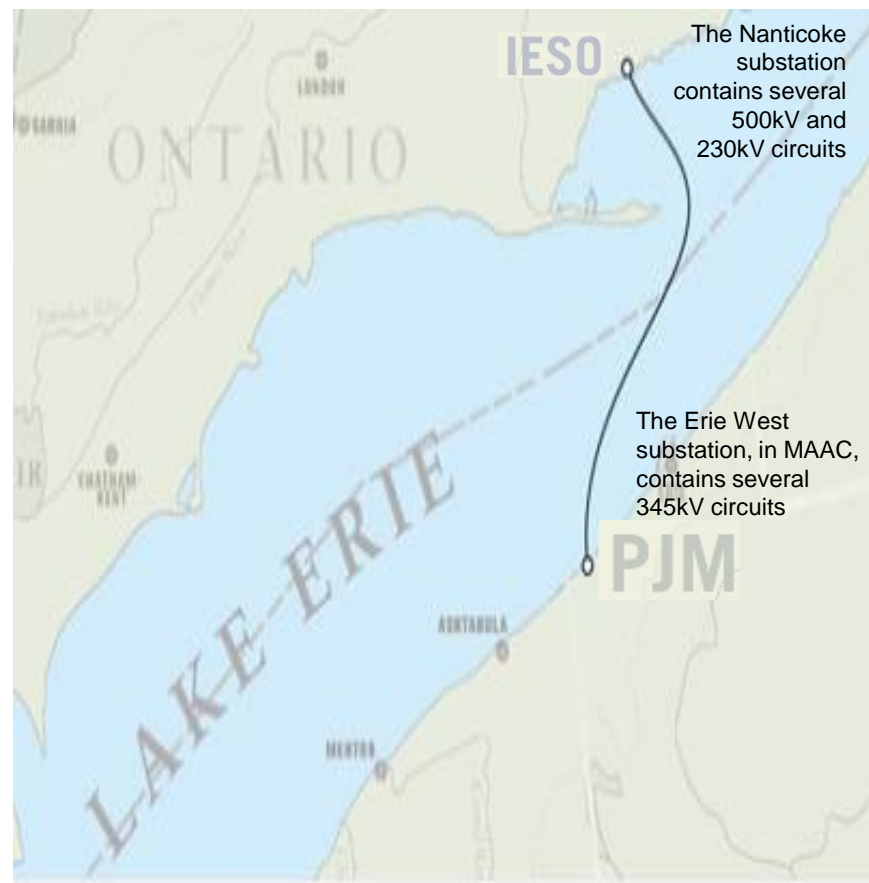 IESO
The Nanticoke
substation
contains several
500kV and
230kV circuits
LONDON
SARNIA
ONTARIO
The Erie West
substation, in MAAC,
contains several
345kV circuits
CHATHAM-
KENT
LAKE ERIE
PJM
ASHTABULA
MENTOR